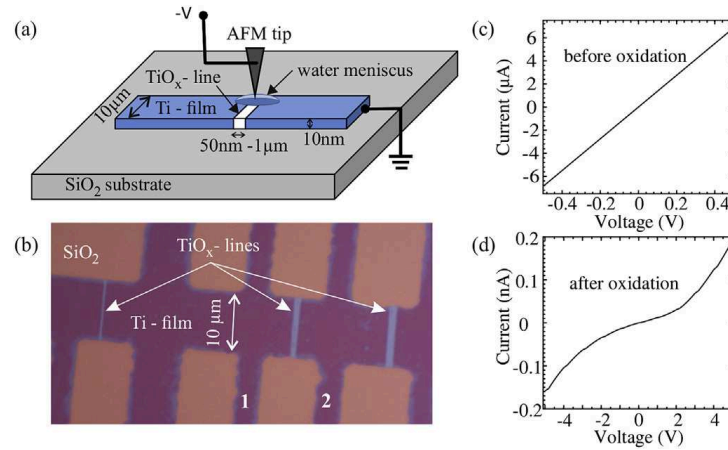 (a)
-V
AFM tip
TiOx- line
water meniscus
10µm
Ti - film
10nm
50nm -1µm
SiO2 substrate
(b)
SiO2
TiOx- lines
Ti - film
10 µm
1
2
(c)
before oxidation
Current (µA)
6
4
2
0
-2
-4
-6
-0.4
-0.2
0
0.2
0.4
Voltage (V)
(d)
after oxidation
Current (nA)
0.2
0.1
0
-0.1
-0.2
-4
-2
0
2
4
Voltage (V)